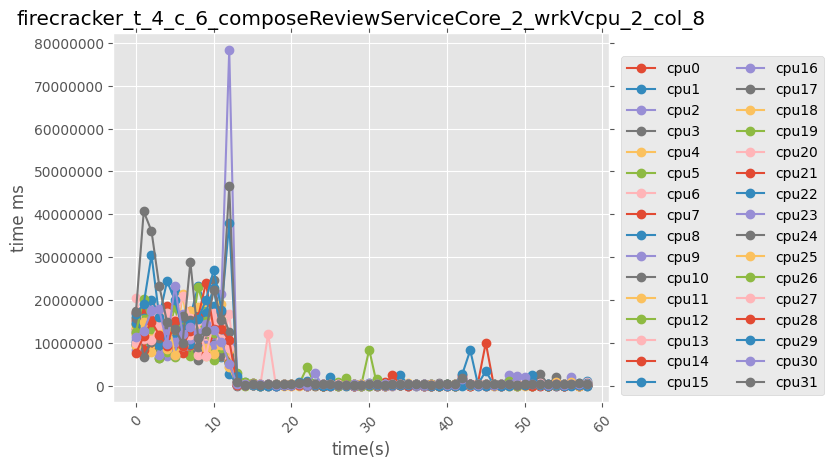 firecracker_t_4_c_6_composeReviewServiceCore_2_wrkVcpu_2_col_8
80000000
70000000
60000000
50000000
40000000
30000000
20000000
10000000
0
time ms
0 10 20 30 40 50 60
time(s)
cpu0 cpu16
cpu1 cpu17
cpu2 cpu18
cpu3 cpu19
cpu4 cpu20
cpu5 cpu21
cpu6 cpu22
cpu7 cpu23
cpu8 cpu24
cpu9 cpu25
cpu10 cpu26
cpu11 cpu27
cpu12 cpu28
cpu13 cpu29
cpu14 cpu30
cpu15 cpu31